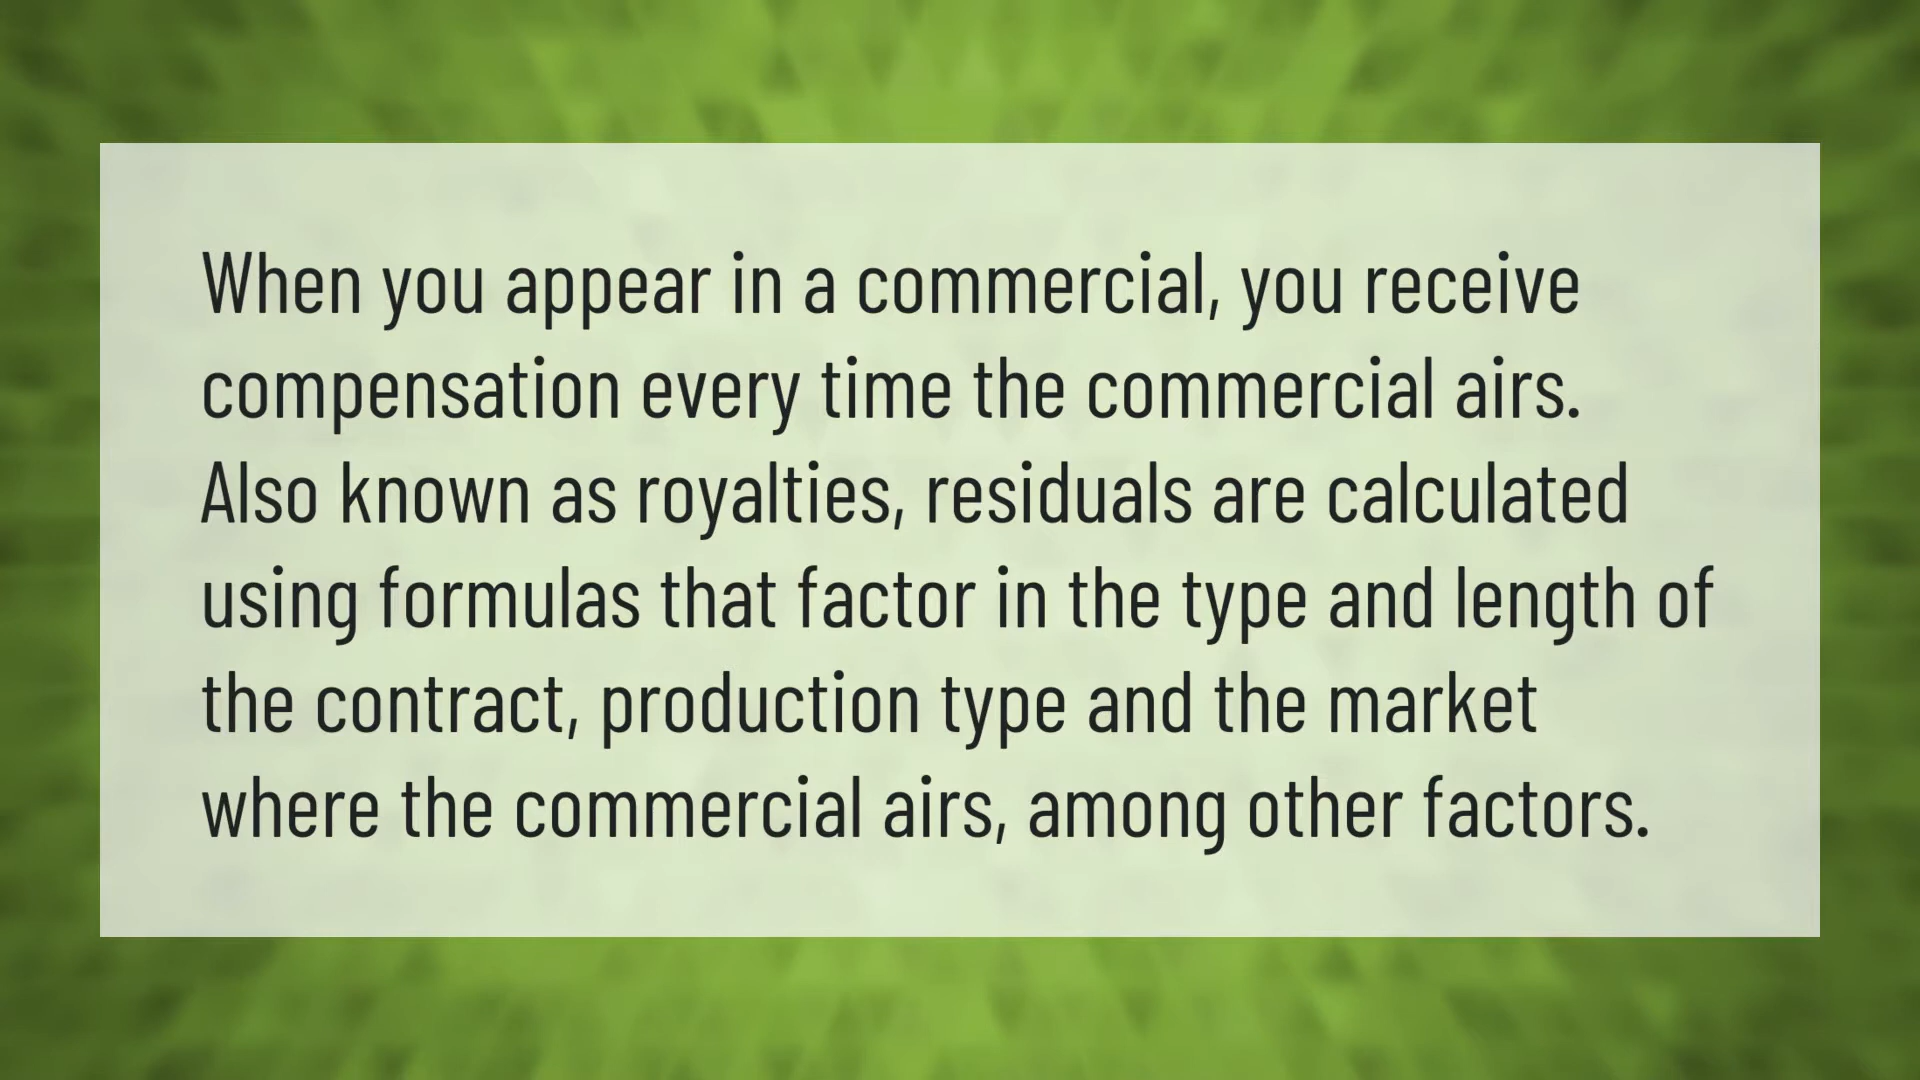 When you appear in a commercial, you receive
compensation every time the commercial airs.
Also known as royalties, residuals are calculated
using formulas that factor in the type and length of
the contract, production type and the market
where the commercial airs, among other factors.